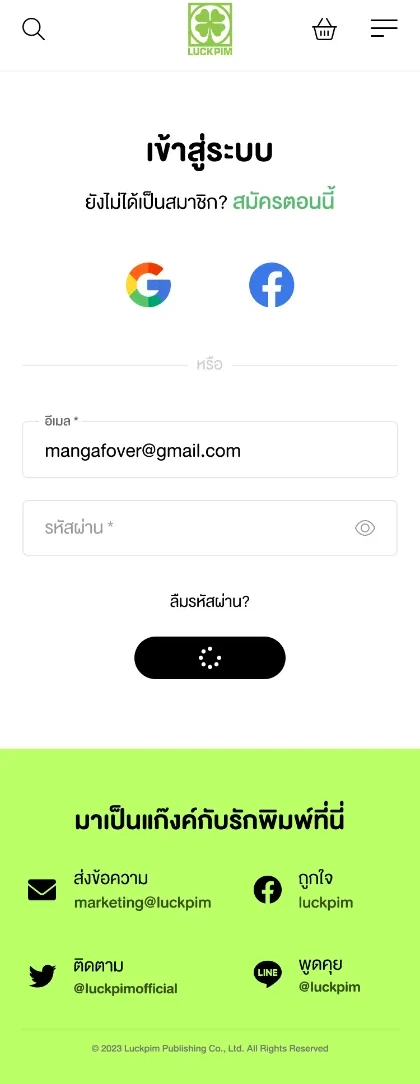 LUCKPIM
เข้าสู่ระบบ
ยังไม่ได้เป็นสมาชิก? สมัครตอนนี้
หรือ
อีเมล *
mangafover@gmail.com
รหัสผ่าน *
ลืมรหัสผ่าน?
มาเป็นแก๊งค์กับรักพิมพ์ที่นี่
ส่งข้อความ
marketing@luckpim
ถูกใจ
luckpim
ติดตาม
@luckpimofficial
LINE
พูดคุย
@luckpim
© 2023 Luckpim Publishing Co., Ltd. All Rights Reserved